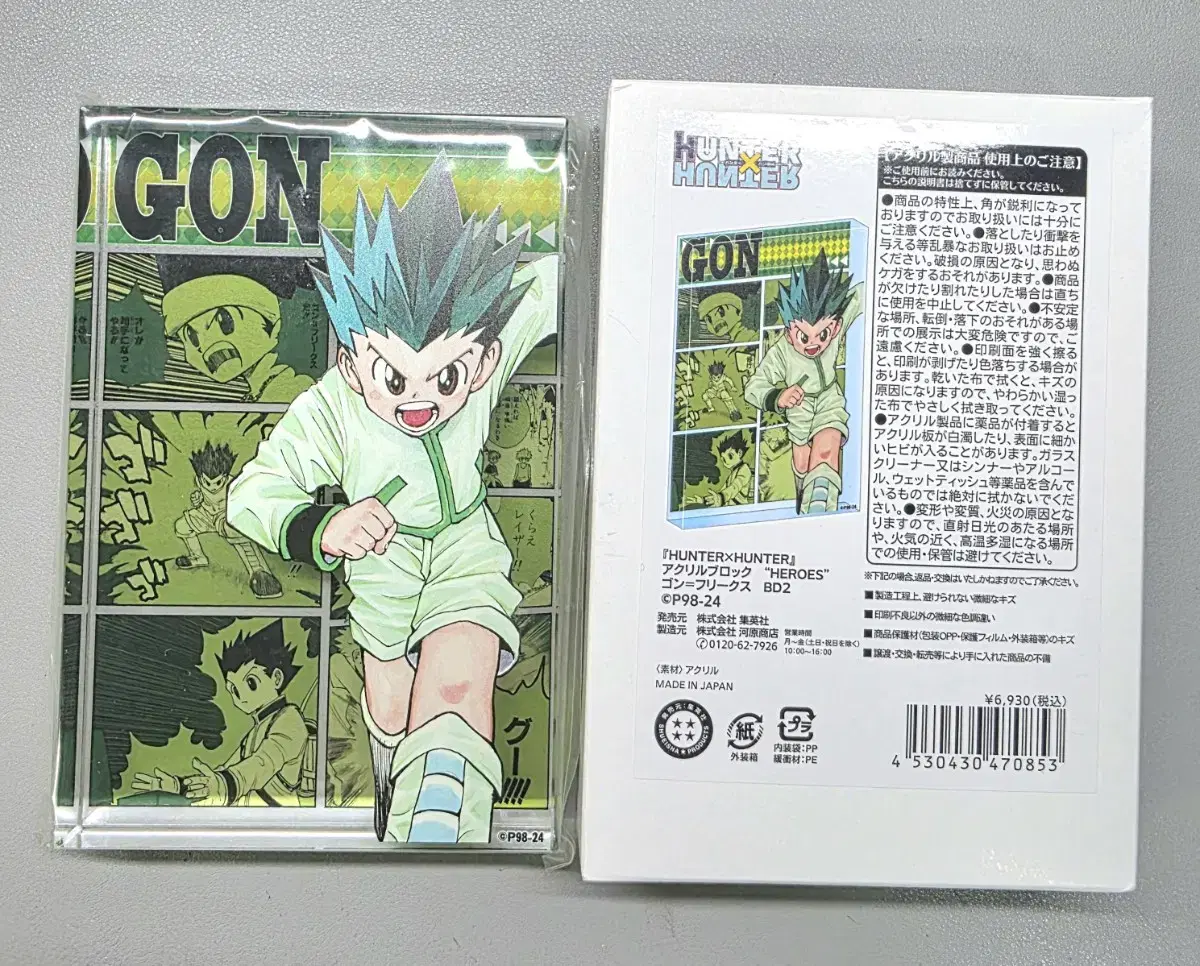 GON
オレ!!
相手になって
やる!!
ゴン=フリークス
くらえ
レイザー!!
グー!!!!
©P98-24
HUNTER
×
HUNTER
GON
©P98-24
『HUNTER×HUNTER』
アクリルブロック “HEROES”
ゴン=フリークス BD2
©P98-24
発売元 株式会社 集英社
製造元 株式会社 河原商店
0120-62-7926
営業時間
月～金(土日・祝日を除く)
10:00～16:00
〈素材〉アクリル
MADE IN JAPAN
【アクリル製商品 使用上のご注意】
※ご使用前にお読みください。
こちらの説明書は捨てずに保管してください。
●商品の特性上、角が鋭利になって
おりますのでお取り扱いには十分に
ご注意ください。●落としたり衝撃を
与える等乱暴なお取り扱いはお止め
ください。破損の原因となり、思わぬ
ケガをするおそれがあります。●商品
が欠けたり割れたりした場合は直ち
に使用を中止してください。●不安定
な場所、転倒・落下のおそれがある場
所での展示は大変危険ですので、ご
遠慮ください。●印刷面を強く擦る
と、印刷が剥げたり色落ちする場合が
あります。乾いた布で拭くと、キズの
原因になりますので、やわらかい湿っ
た布でやさしく拭き取ってください。
●アクリル製品に薬品が付着すると
アクリル板が白濁したり、表面に細か
いヒビが入ることがあります。ガラス
クリーナー又はシンナーやアルコー
ル、ウェットティッシュ等薬品を含んで
いるものでは絶対に拭かないでくだ
さい。●変形や変質、火災の原因とな
りますので、直射日光のあたる場所
や、火気の近く、高温多湿になる場所
での使用・保管は避けてください。
※下記の場合、返品・交換はいたしかねますのでご了承ください。
■製造工程上、避けられない微細なキズ
■印刷不良以外の微細な色調違い
■商品保護材(包装OPP・保護フィルム・外装箱等)のキズ
■譲渡・交換・転売等により手に入れた商品の不備
¥6,930(税込)
発売元:集英社
SHUEISHA PRODUCTS
紙
外装箱
プラ
内装袋:PP
緩衝材:PE
4 530430 470853